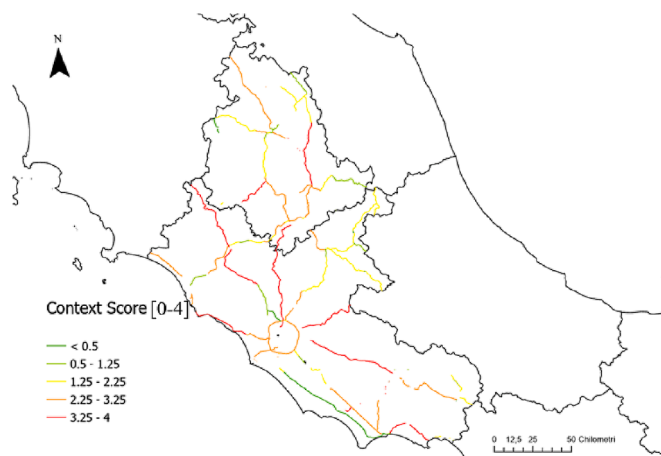 N
Context Score [0-4]
< 0.5
0.5 - 1.25
1.25 - 2.25
2.25 - 3.25
3.25 - 4
0 12,5 25 50 Chilometri